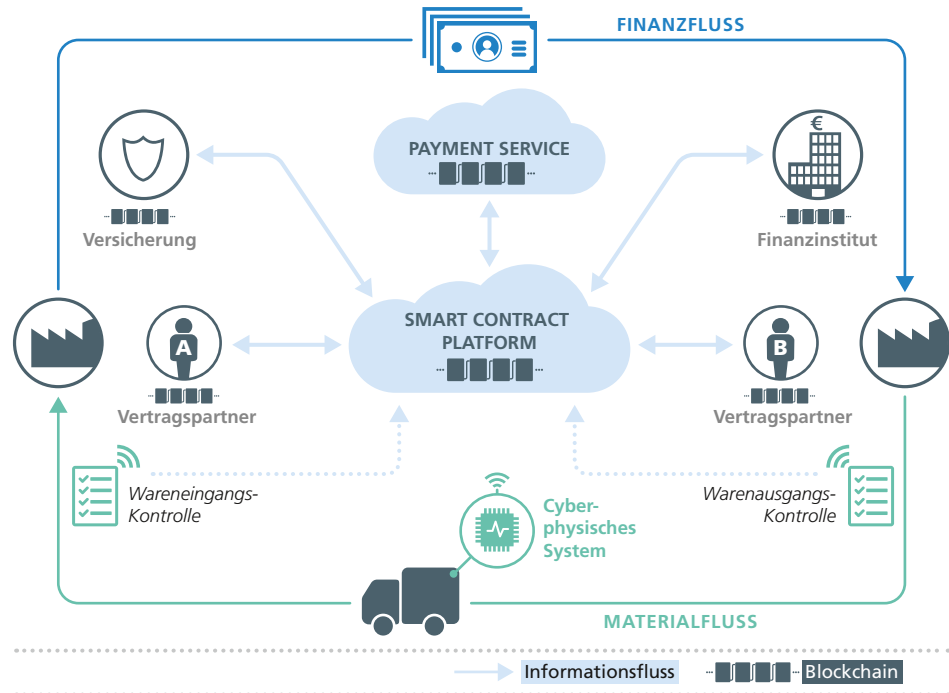 FINANZFLUSS
PAYMENT SERVICE
€
Versicherung
Finanzinstitut
SMART CONTRACT
PLATFORM
A
B
Vertragspartner
Vertragspartner
Wareneingangs-
Kontrolle
Warenausgangs-
Kontrolle
Cyber-
physisches
System
MATERIALFLUSS
Informationsfluss
Blockchain